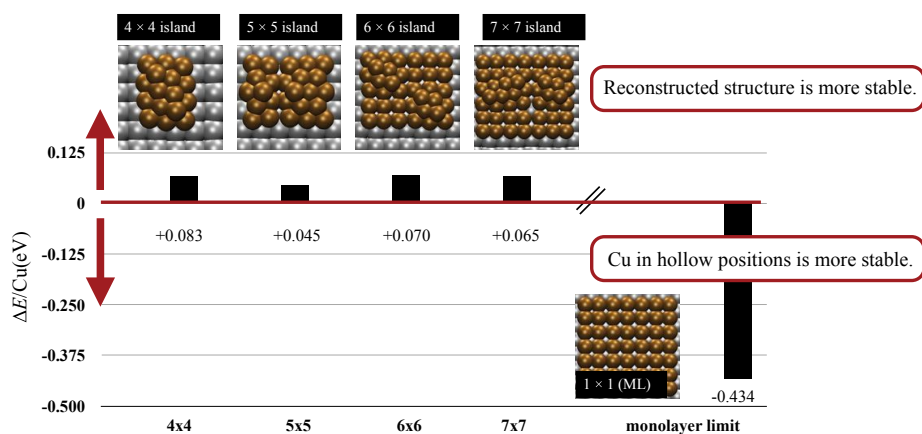 4 × 4 island
5 × 5 island
6 × 6 island
7 × 7 island
Reconstructed structure is more stable.
0.125
0
+0.083
+0.045
+0.070
+0.065
-0.125
Cu in hollow positions is more stable.
ΔE/Cu(eV)
-0.250
-0.375
1 × 1 (ML)
-0.434
-0.500
4x4
5x5
6x6
7x7
monolayer limit